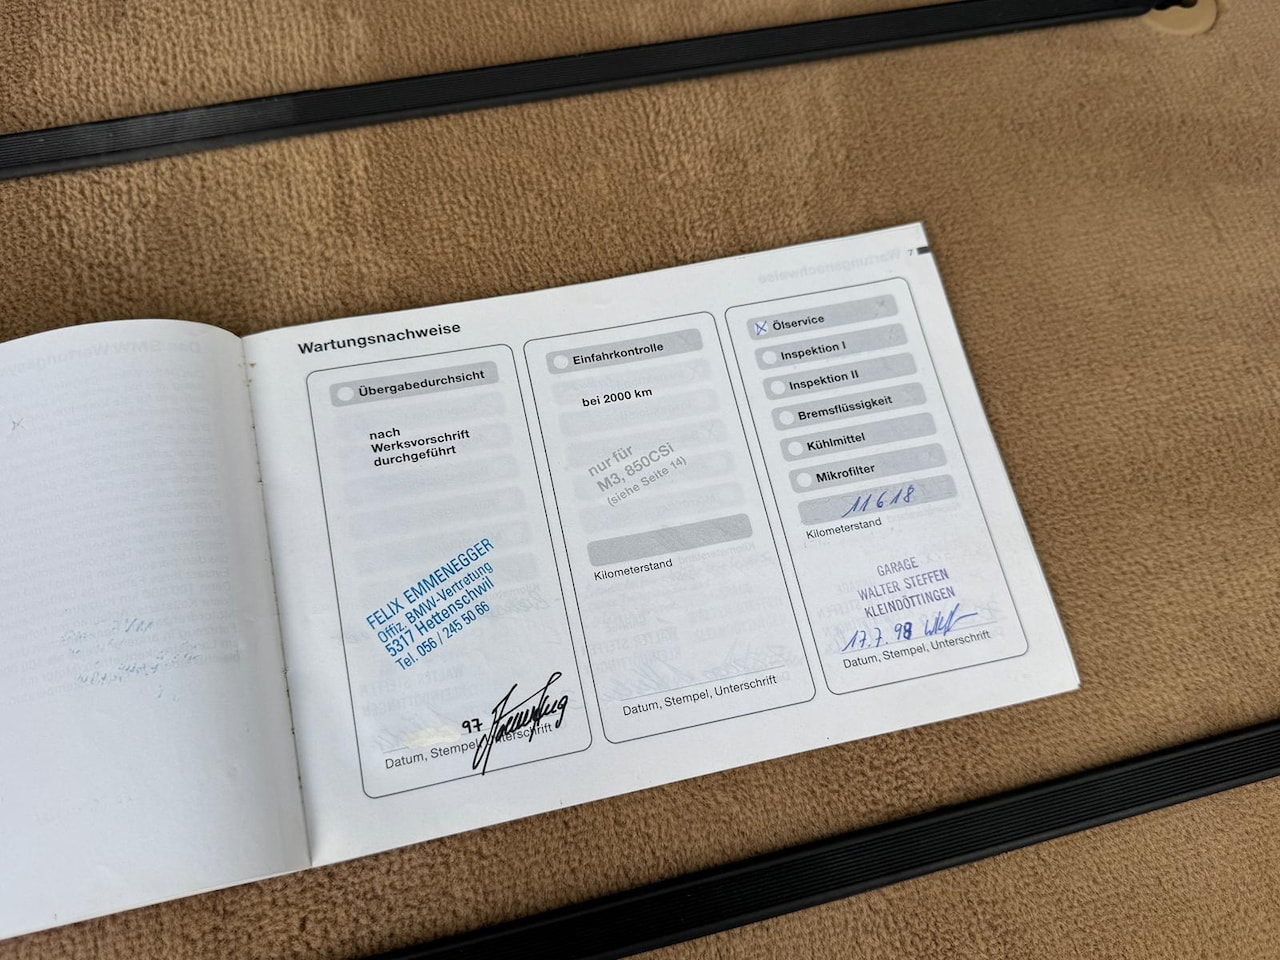 7
Wartungsnachweise
Übergabedurchsicht
nach
Werksvorschrift
durchgeführt
FELIX EMMENEGGER
Offiz. BMW-Vertretung
5317 Hettenschwil
Tel. 056 / 245 50 66
97
Datum, Stempel, Unterschrift
Einfahrkontrolle
bei 2000 km
nur für
M3, 850CSi
(siehe Seite 14)
Kilometerstand
Datum, Stempel, Unterschrift
Ölservice
Inspektion I
Inspektion II
Bremsflüssigkeit
Kühlmittel
Mikrofilter
11618
Kilometerstand
GARAGE
WALTER STEFFEN
KLEINDÖTTINGEN
17.7.98
Datum, Stempel, Unterschrift